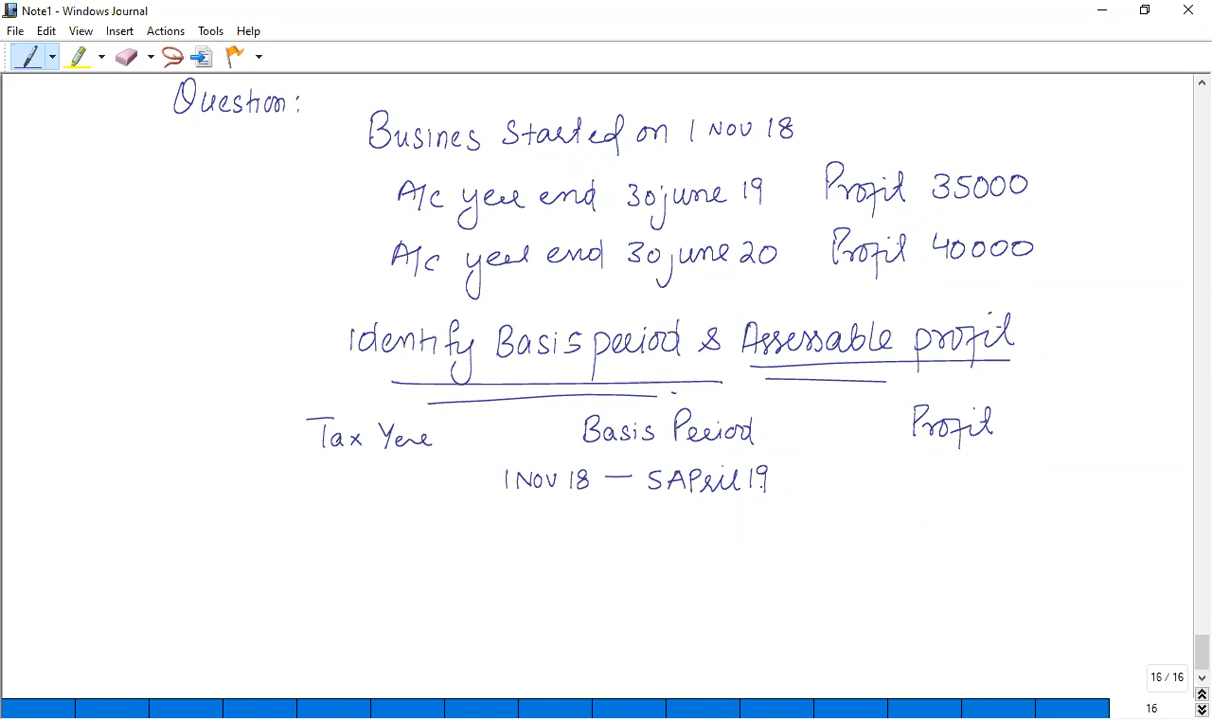 Note1 - Windows Journal
File Edit View Insert Actions Tools Help
Question:
Busines Started on 1 NOV 18
A/c year end 30 june 19 Profit 35000
A/c year end 30 june 20 Profit 40000
Identify Basis period & Assessable profit
Tax Year Basis Period Profit
1 NOV 18 — 5 APril 19
16 / 16
16